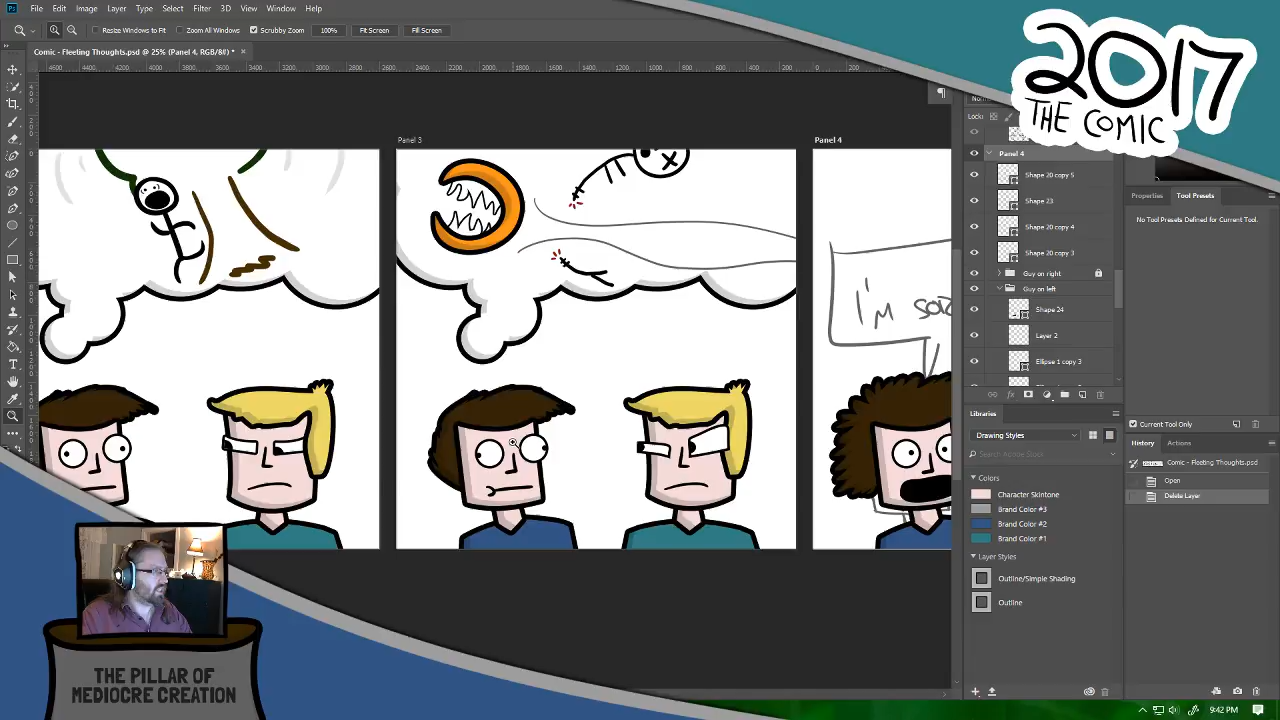 File Edit Image Layer Type Select Filter 3D View Window Help
Resize Windows to Fit Zoom All Windows Scrubby Zoom 100% Fit Screen Fill Screen
Comic - Fleeting Thoughts.psd @ 25% (Panel 4, RGB/8#) *
2017
THE COMIC
Panel 3
Panel 4
I'M
Lock:
Panel 4
Shape 20 copy 5
Shape 23
Shape 20 copy 4
Shape 20 copy 3
Guy on right
Guy on left
Shape 24
Layer 2
Ellipse 1 copy 3
Libraries
Drawing Styles
Search Adobe Stock
Colors
Character Skintone
Brand Color #3
Brand Color #2
Brand Color #1
Layer Styles
Outline/Simple Shading
Outline
Properties Tool Presets
No Tool Presets Defined for Current Tool.
Current Tool Only
History Actions
Comic - Fleeting Thoughts.psd
Open
Delete Layer
THE PILLAR OF
MEDIOCRE CREATION
9:42 PM